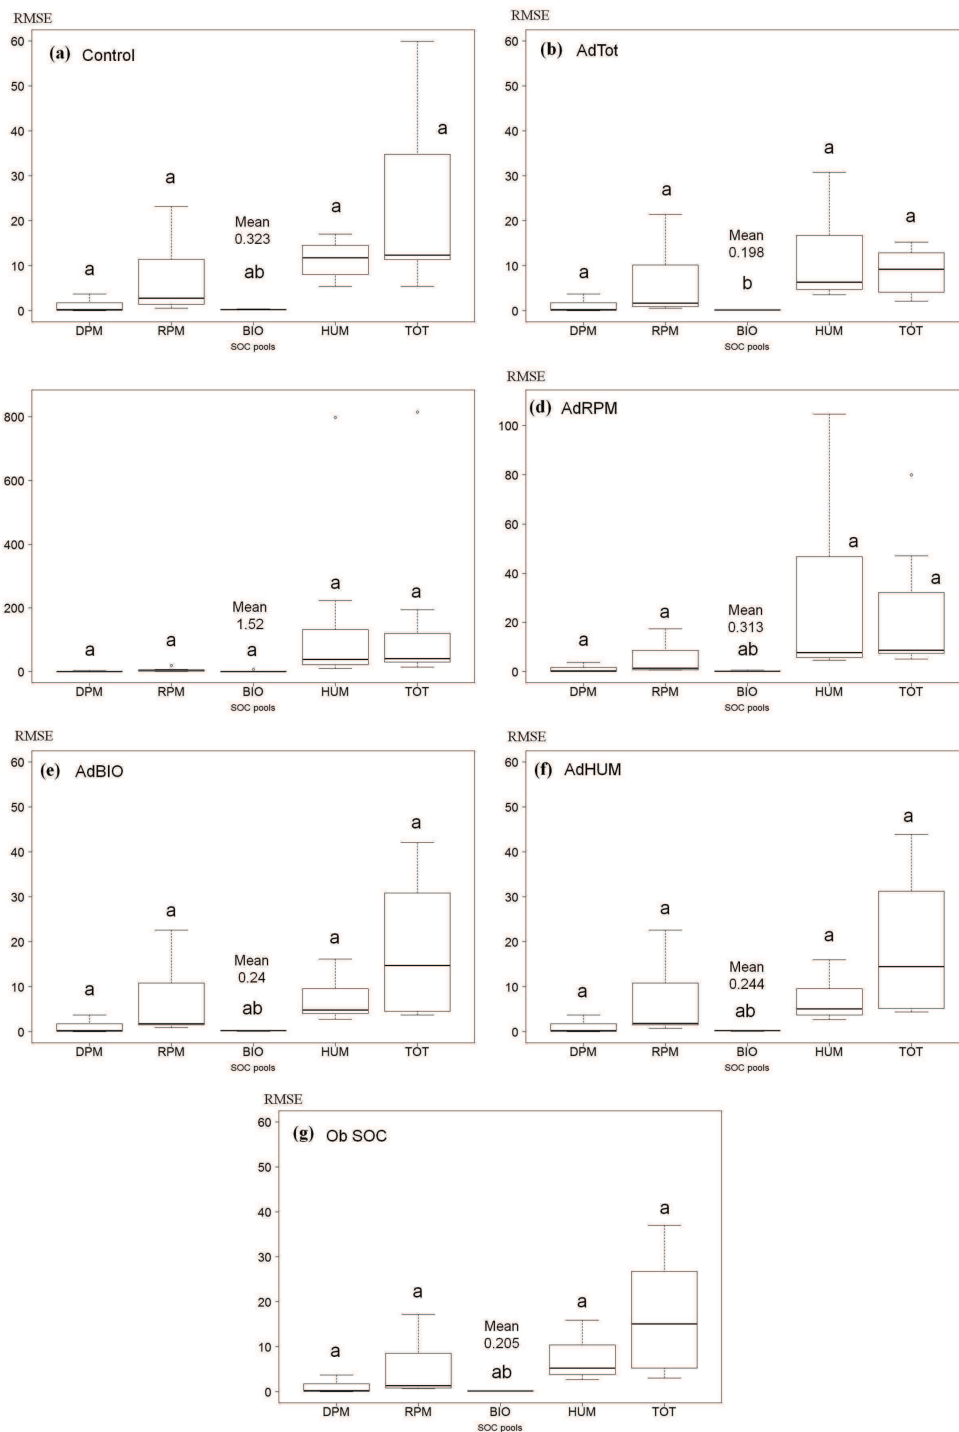 RMSE
(a) Control
60
50
40
30
20
10
0
a
a
Mean
0.323
ab
a
a
DPM RPM BIO HUM TOT
SOC pools
(b) AdTot
60
50
40
30
20
10
0
a
a
Mean
0.198
b
a
a
DPM RPM BIO HUM TOT
SOC pools
800
600
400
200
0
a
a
Mean
1.52
a
a
a
DPM RPM BIO HUM TOT
SOC pools
RMSE
(d) AdRPM
100
80
60
40
20
0
a
a
Mean
0.313
ab
a
a
DPM RPM BIO HUM TOT
SOC pools
RMSE
(e) AdBIO
60
50
40
30
20
10
0
a
a
Mean
0.24
ab
a
a
DPM RPM BIO HUM TOT
SOC pools
RMSE
(f) AdHUM
60
50
40
30
20
10
0
a
a
Mean
0.244
ab
a
a
DPM RPM BIO HUM TOT
SOC pools
RMSE
(g) Ob SOC
60
50
40
30
20
10
0
a
a
Mean
0.205
ab
a
a
DPM RPM BIO HUM TOT
SOC pools